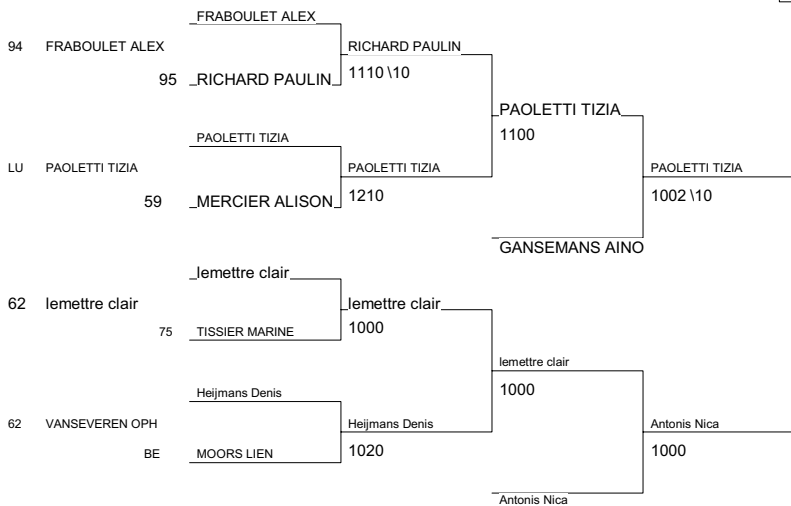 FRABOULET ALEX
94 FRABOULET ALEX
RICHARD PAULIN
95 RICHARD PAULIN
1110 \10
PAOLETTI TIZIA
1100
PAOLETTI TIZIA
LU PAOLETTI TIZIA
PAOLETTI TIZIA
PAOLETTI TIZIA
59 MERCIER ALISON
1210
1002 \10
GANSEMANS AINO
lemettre clair
62 lemettre clair
lemettre clair
75 TISSIER MARINE
1000
lemettre clair
1000
Heijmans Denis
62 VANSEVEREN OPH
Heijmans Denis
Antonis Nica
BE MOORS LIEN
1020
1000
Antonis Nica